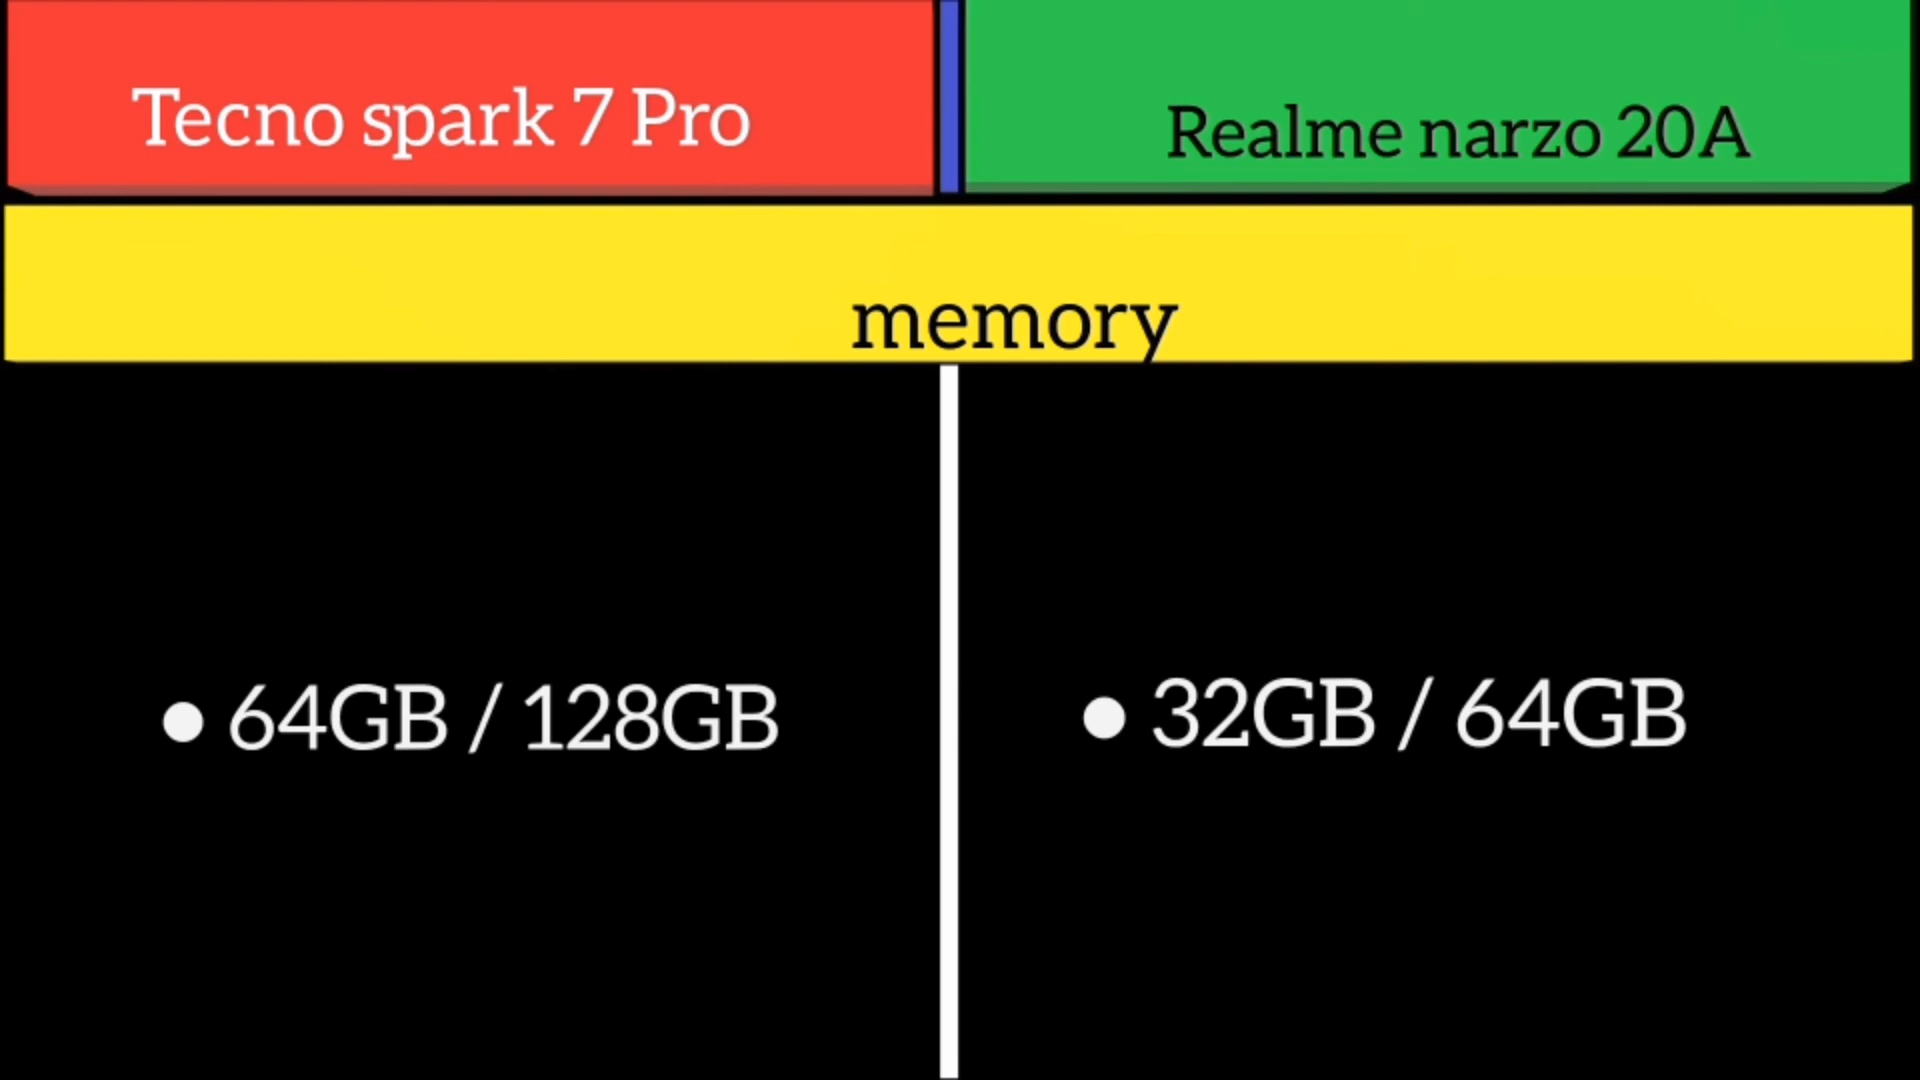 Tecno spark 7 Pro
Realme narzo 20A
memory
● 64GB / 128GB
● 32GB / 64GB